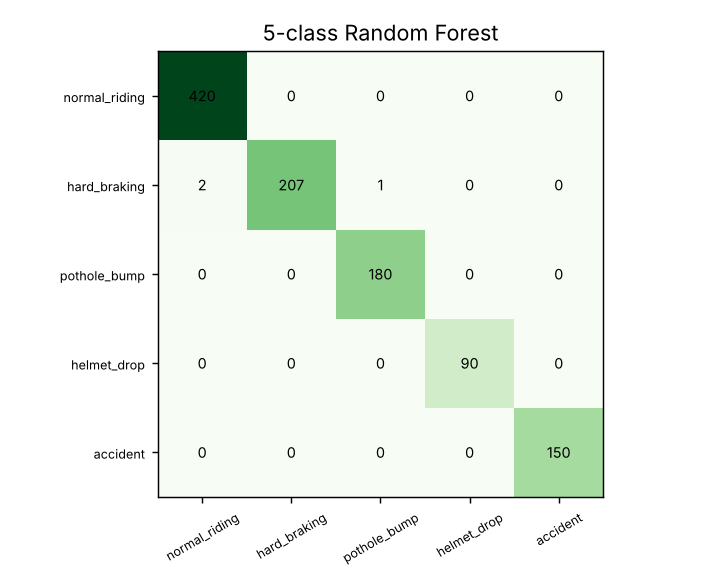 5-class Random Forest
normal_riding 420 0 0 0 0
hard_braking 2 207 1 0 0
pothole_bump 0 0 180 0 0
helmet_drop 0 0 0 90 0
accident 0 0 0 0 150
normal_riding hard_braking pothole_bump helmet_drop accident